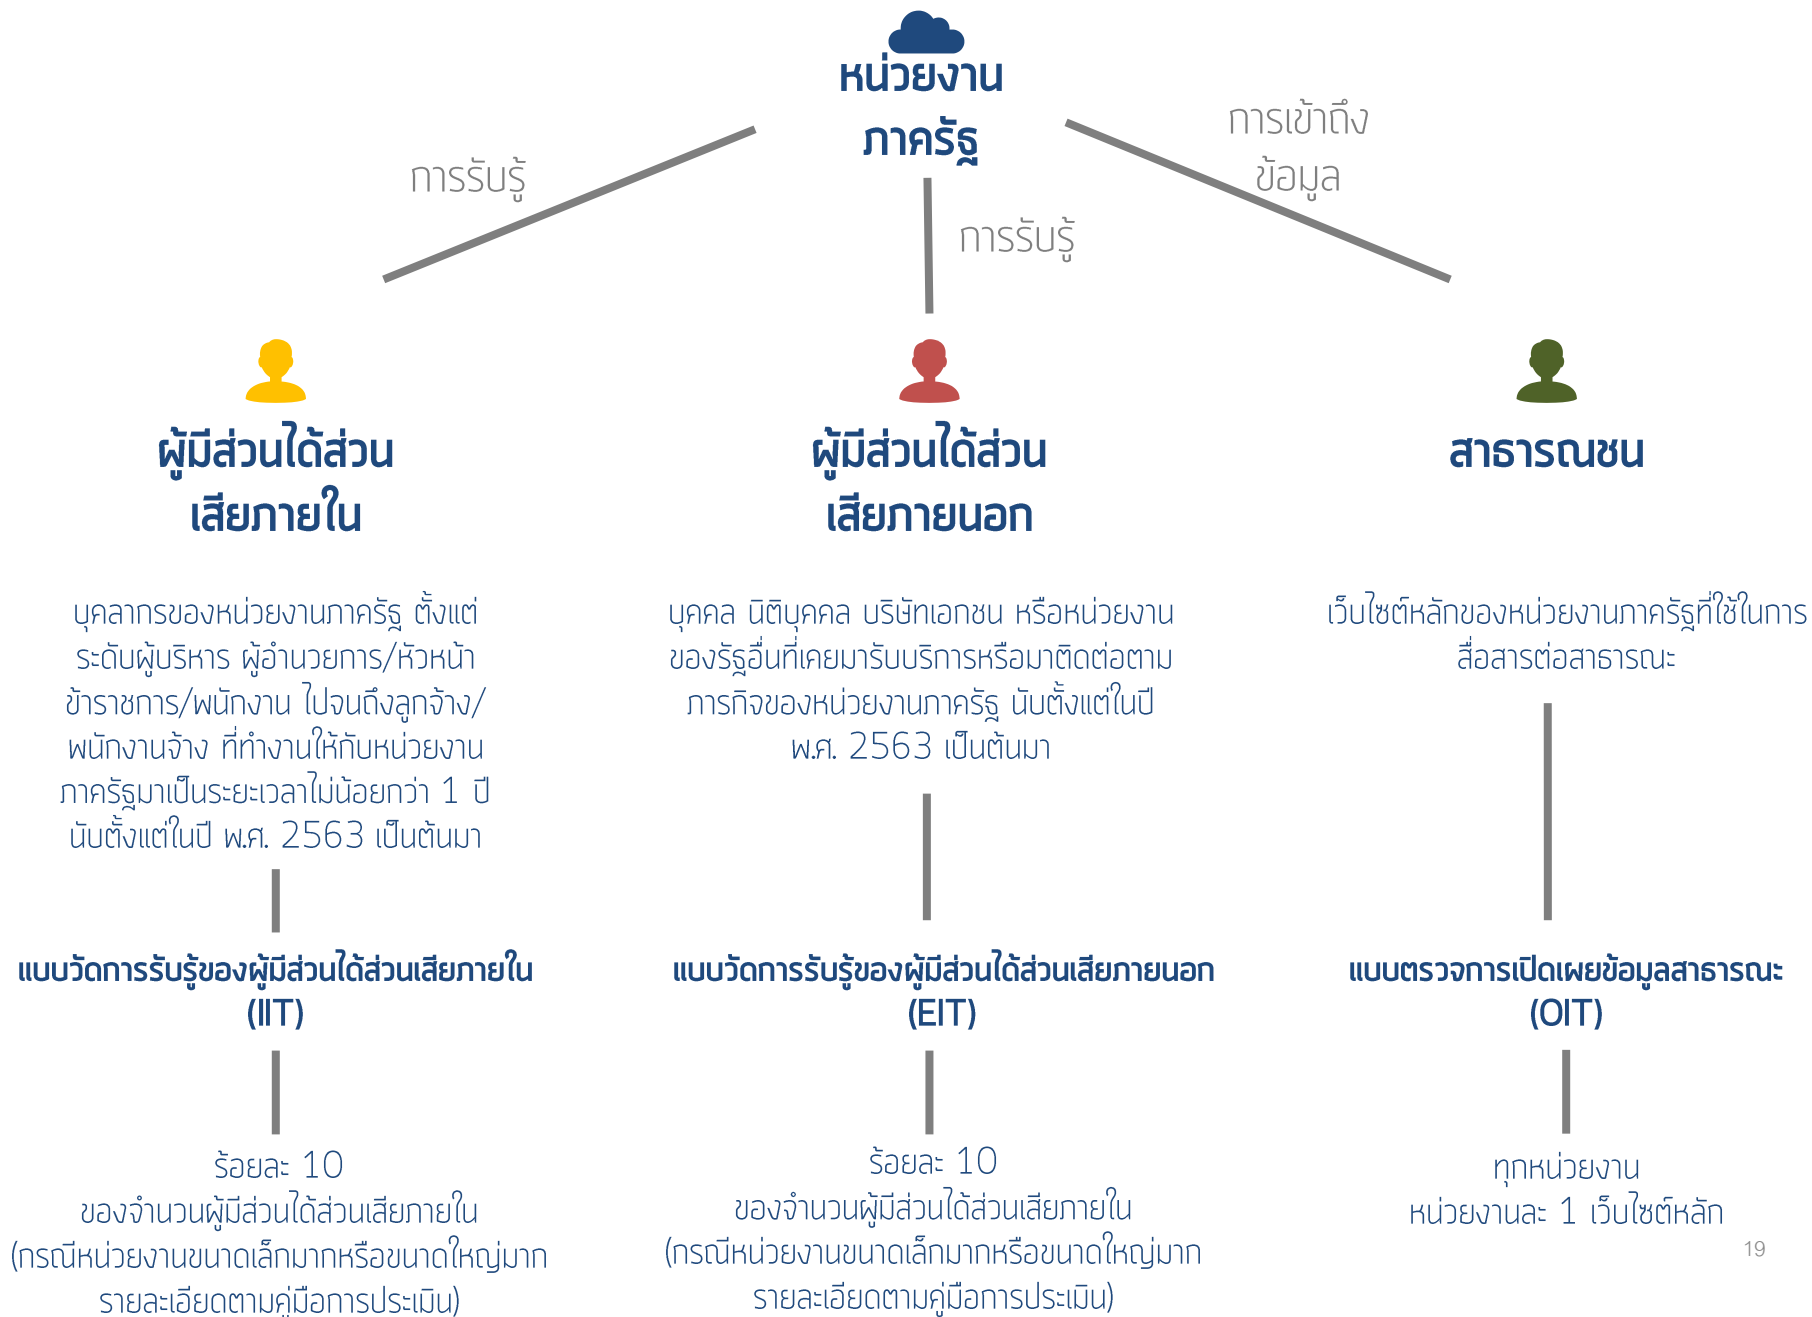 หน่วยงาน
ภาครัฐ
การรับรู้
การรับรู้
การเข้าถึง
ข้อมูล
ผู้มีส่วนได้ส่วน
เสียภายใน
บุคลากรของหน่วยงานภาครัฐ ตั้งแต่
ระดับผู้บริหาร ผู้อำนวยการ/หัวหน้า
ข้าราชการ/พนักงาน ไปจนถึงลูกจ้าง/
พนักงานจ้าง ที่ทำงานให้กับหน่วยงาน
ภาครัฐมาเป็นระยะเวลาไม่น้อยกว่า 1 ปี
นับตั้งแต่ในปี พ.ศ. 2563 เป็นต้นมา
แบบวัดการรับรู้ของผู้มีส่วนได้ส่วนเสียภายใน
(IIT)
ร้อยละ 10
ของจำนวนผู้มีส่วนได้ส่วนเสียภายใน
(กรณีหน่วยงานขนาดเล็กมากหรือขนาดใหญ่มาก
รายละเอียดตามคู่มือการประเมิน)
ผู้มีส่วนได้ส่วน
เสียภายนอก
บุคคล นิติบุคคล บริษัทเอกชน หรือหน่วยงาน
ของรัฐอื่นที่เคยมารับบริการหรือมาติดต่อตาม
ภารกิจของหน่วยงานภาครัฐ นับตั้งแต่ในปี
พ.ศ. 2563 เป็นต้นมา
แบบวัดการรับรู้ของผู้มีส่วนได้ส่วนเสียภายนอก
(EIT)
ร้อยละ 10
ของจำนวนผู้มีส่วนได้ส่วนเสียภายใน
(กรณีหน่วยงานขนาดเล็กมากหรือขนาดใหญ่มาก
รายละเอียดตามคู่มือการประเมิน)
สาธารณชน
เว็บไซต์หลักของหน่วยงานภาครัฐที่ใช้ในการ
สื่อสารต่อสาธารณะ
แบบตรวจการเปิดเผยข้อมูลสาธารณะ
(OIT)
ทุกหน่วยงาน
หน่วยงานละ 1 เว็บไซต์หลัก
19